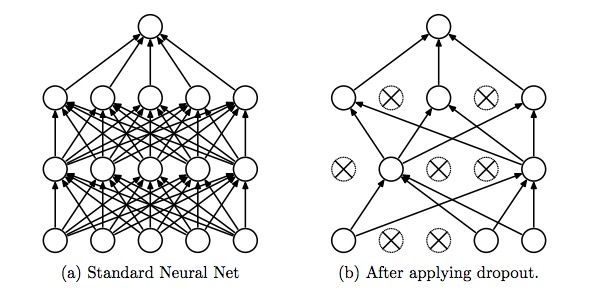 (a) Standard Neural Net
(b) After applying dropout.